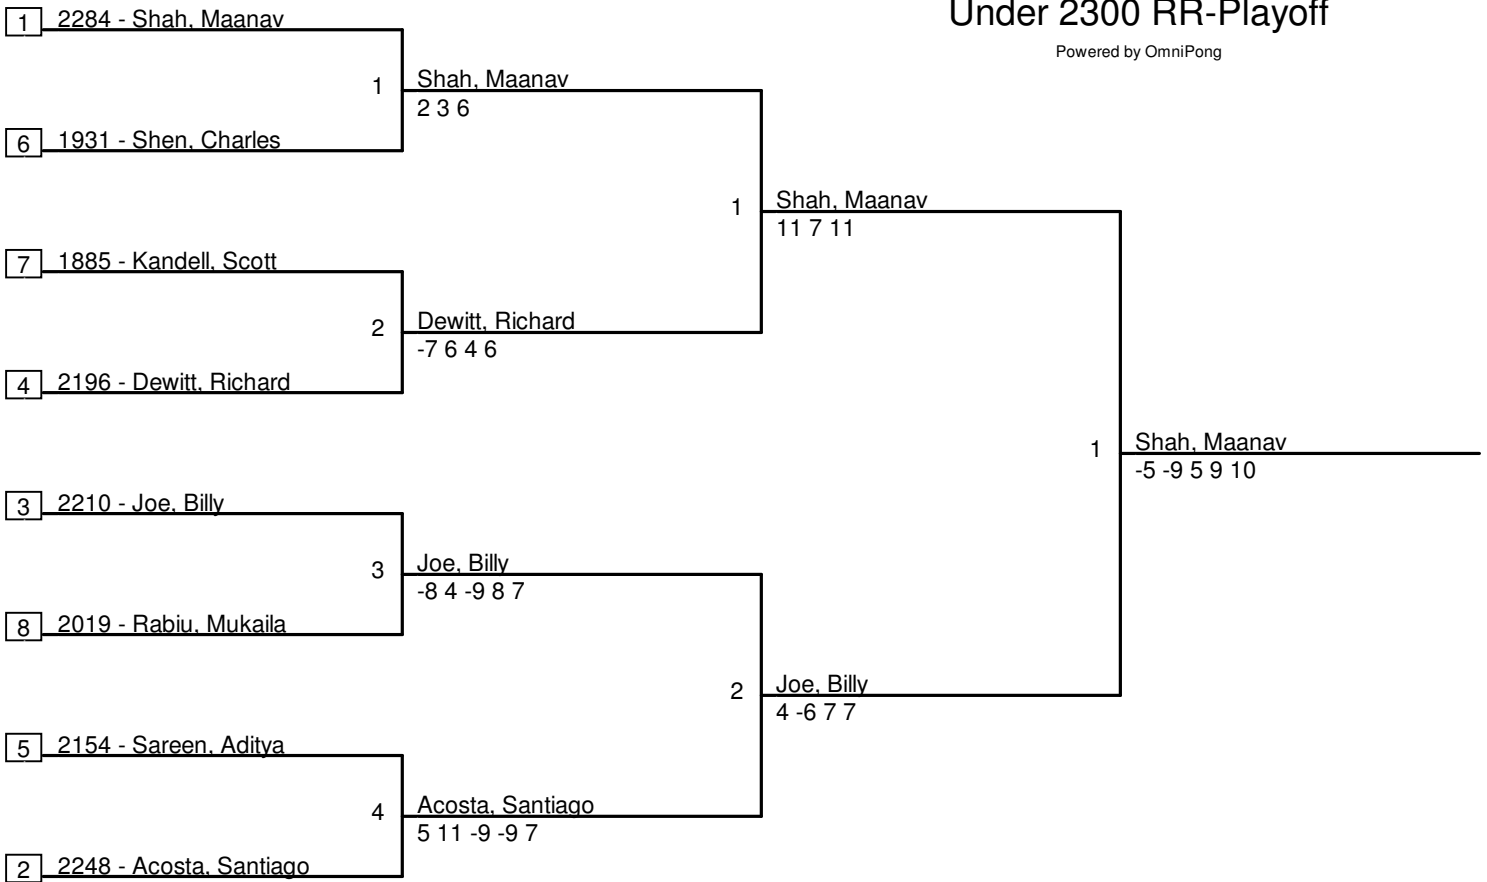 Under 2300 RR-Playoff
Powered by OmniPong
1 2284 - Shah, Maanav
1
Shah, Maanav
2 3 6
6 1931 - Shen, Charles
1
Shah, Maanav
11 7 11
7 1885 - Kandell, Scott
2
Dewitt, Richard
-7 6 4 6
4 2196 - Dewitt, Richard
1
Shah, Maanav
-5 -9 5 9 10
3 2210 - Joe, Billy
3
Joe, Billy
-8 4 -9 8 7
8 2019 - Rabiu, Mukaila
2
Joe, Billy
4 -6 7 7
5 2154 - Sareen, Aditya
4
Acosta, Santiago
5 11 -9 -9 7
2 2248 - Acosta, Santiago